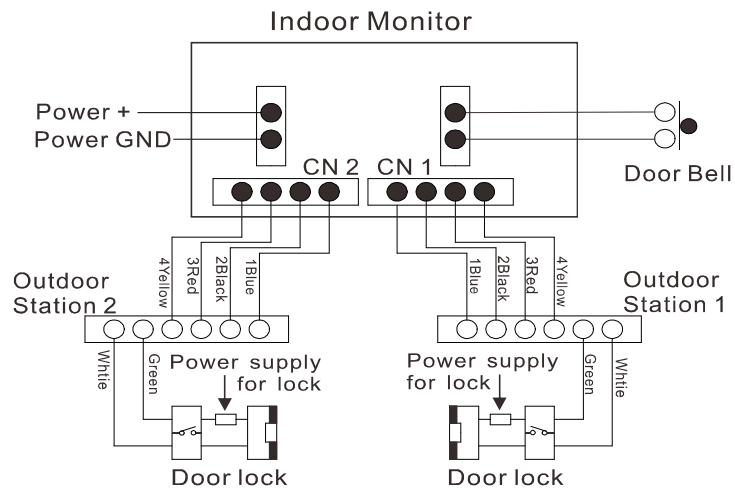 Indoor Monitor
Power +
Power GND
CN 2
CN 1
Door Bell
Outdoor
Station 2
4Yellow
3Red
2Black
1Blue
1Blue
2Black
3Red
4Yellow
Outdoor
Station 1
Whtie
Green
Power supply
for lock
Power supply
for lock
Green
Whtie
Door lock
Door lock